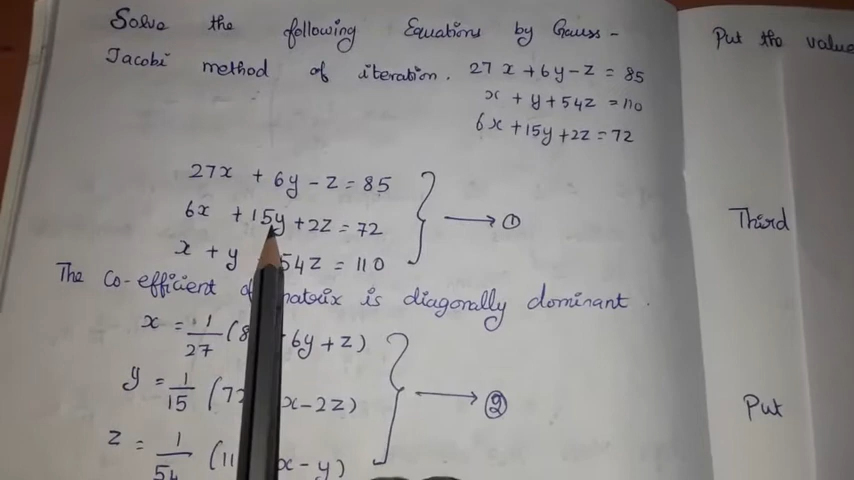 Solve the following Equations by Gauss -
Jacobi method of iteration. 27x + 6y - z = 85
x + y + 54z = 110
6x + 15y + 2z = 72
27x + 6y - z = 85
6x + 15y + 2z = 72 → ①
x + y 54z = 110
The Co-efficient of matrix is diagonally dominant.
x = 1/27 (8 6y + z)
y = 1/15 (72 x - 2z) → ②
z = 1/54 (11 x - y)
Put the value
Third
Put